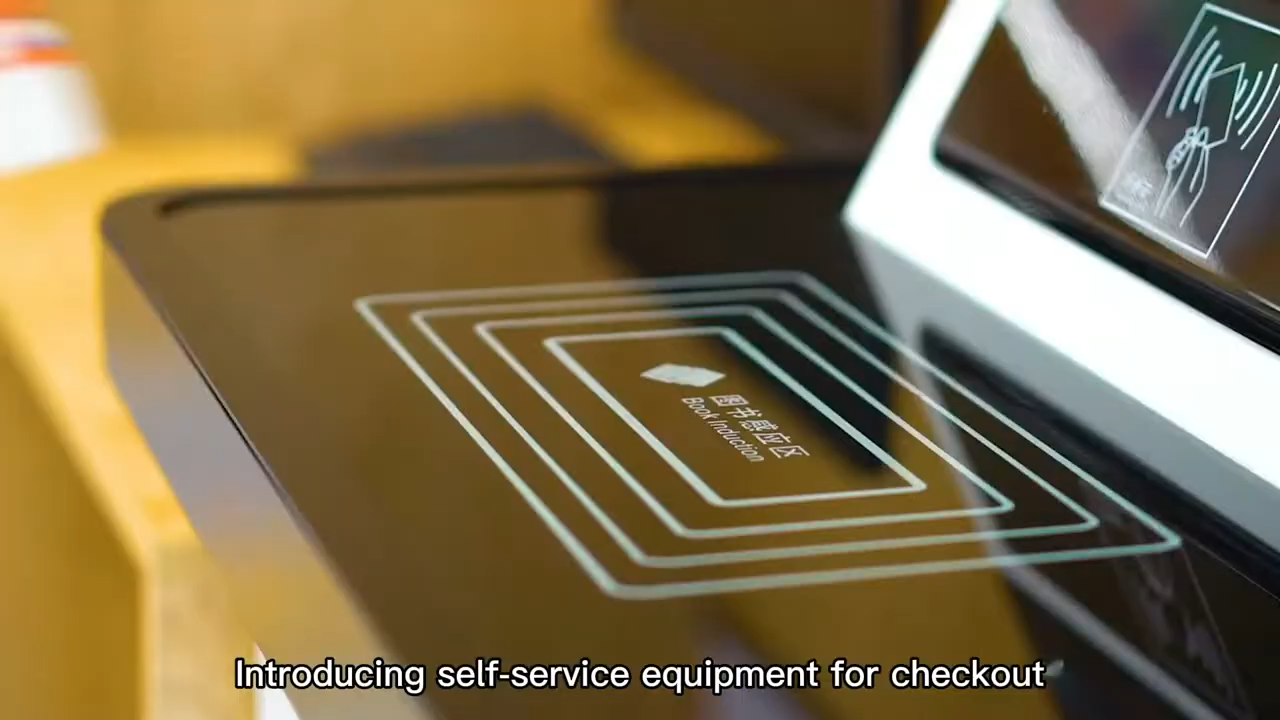 图书感应区
Book Induction
Introducing self-service equipment for checkout